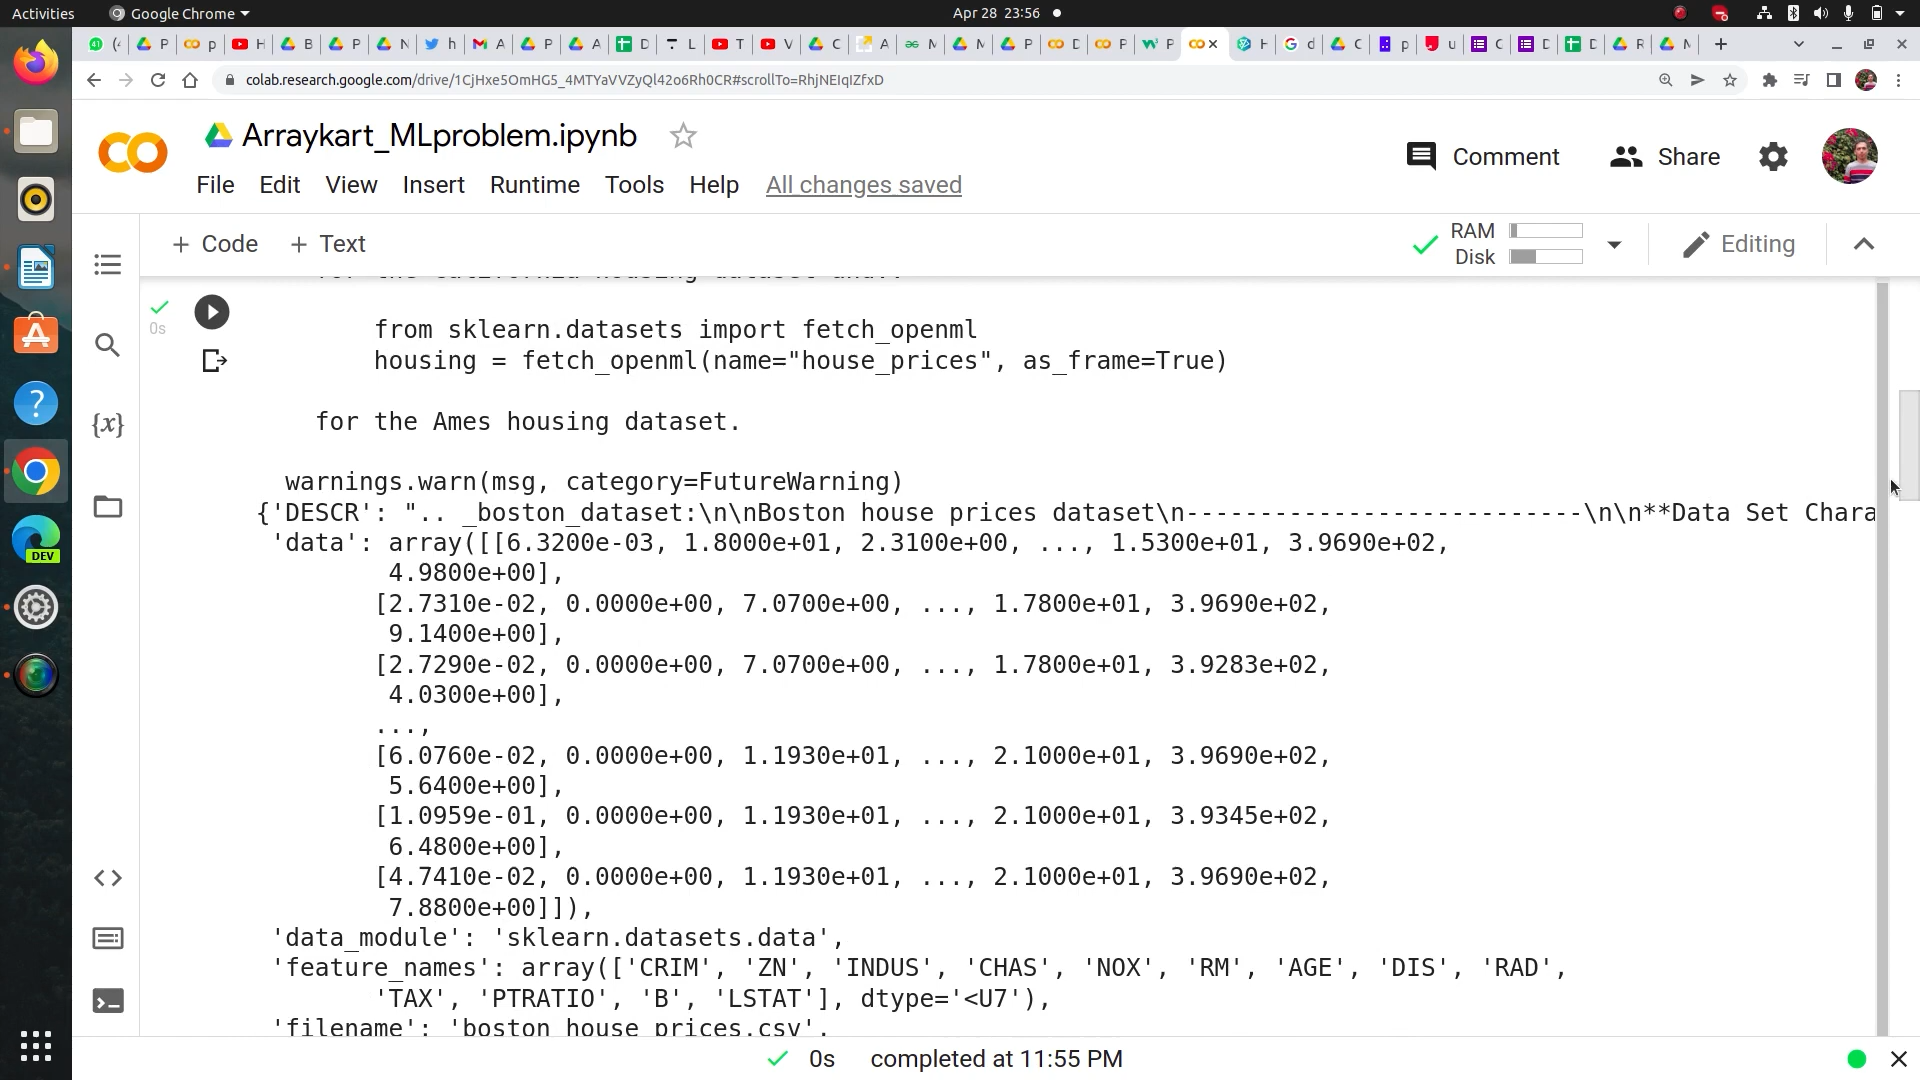 Activities
Google Chrome
Apr 28 23:56
colab.research.google.com/drive/1CjHxe5OmHG5_4MTYaVVZyQl42o6Rh0CR#scrollTo=RhjNEIqIZfxD
Arraykart_MLproblem.ipynb
Comment
Share
File Edit View Insert Runtime Tools Help All changes saved
+ Code + Text
RAM
Disk
Editing
0s
from sklearn.datasets import fetch_openml
housing = fetch_openml(name="house_prices", as_frame=True)
for the Ames housing dataset.
warnings.warn(msg, category=FutureWarning)
{'DESCR': ".. _boston_dataset:\n\nBoston house prices dataset\n---------------------------\n\n**Data Set Chara
'data': array([[6.3200e-03, 1.8000e+01, 2.3100e+00, ..., 1.5300e+01, 3.9690e+02,
4.9800e+00],
[2.7310e-02, 0.0000e+00, 7.0700e+00, ..., 1.7800e+01, 3.9690e+02,
9.1400e+00],
[2.7290e-02, 0.0000e+00, 7.0700e+00, ..., 1.7800e+01, 3.9283e+02,
4.0300e+00],
...,
[6.0760e-02, 0.0000e+00, 1.1930e+01, ..., 2.1000e+01, 3.9690e+02,
5.6400e+00],
[1.0959e-01, 0.0000e+00, 1.1930e+01, ..., 2.1000e+01, 3.9345e+02,
6.4800e+00],
[4.7410e-02, 0.0000e+00, 1.1930e+01, ..., 2.1000e+01, 3.9690e+02,
7.8800e+00]]),
'data_module': 'sklearn.datasets.data',
'feature_names': array(['CRIM', 'ZN', 'INDUS', 'CHAS', 'NOX', 'RM', 'AGE', 'DIS', 'RAD',
'TAX', 'PTRATIO', 'B', 'LSTAT'], dtype='<U7'),
'filename': 'boston_house_prices.csv',
0s completed at 11:55 PM
DEV